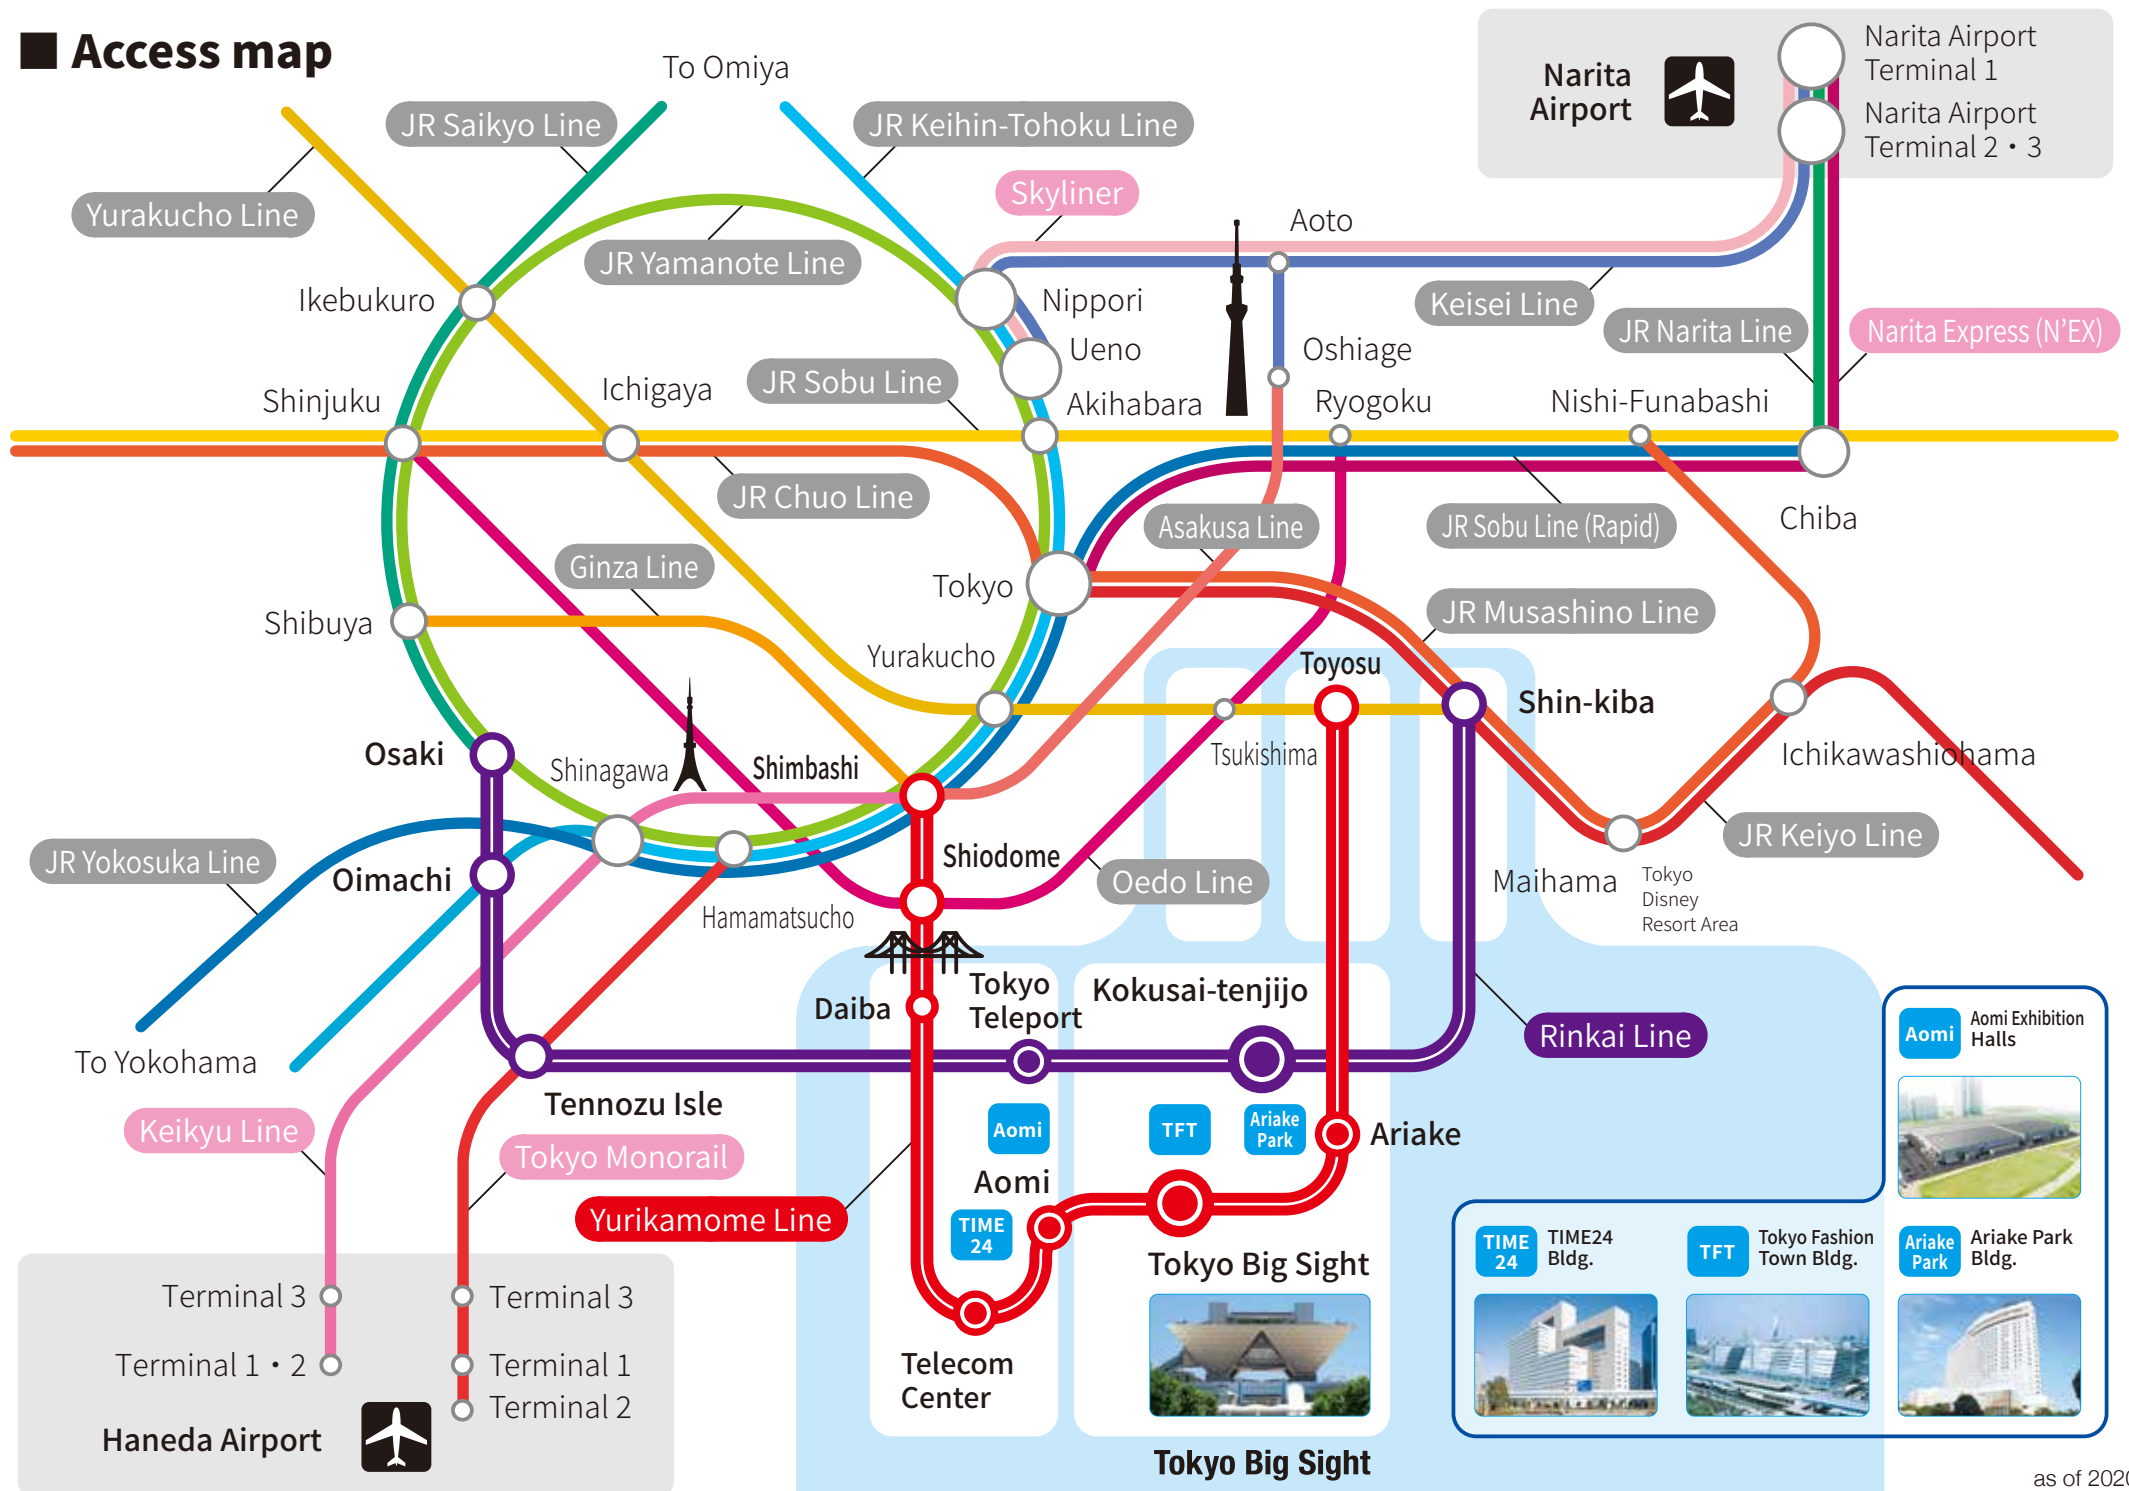 ■ Access map
To Omiya
JR Saikyo Line
JR Keihin-Tohoku Line
Yurakucho Line
Skyliner
JR Yamanote Line
Narita
Airport
Narita Airport
Terminal 1
Narita Airport
Terminal 2・3
Aoto
Ikebukuro
Nippori
Keisei Line
JR Narita Line
Narita Express (N'EX)
Ueno
Oshiage
Shinjuku
Ichigaya
JR Sobu Line
Akihabara
Ryogoku
Nishi-Funabashi
JR Chuo Line
Asakusa Line
JR Sobu Line (Rapid)
Chiba
Ginza Line
Tokyo
JR Musashino Line
Shibuya
Yurakucho
Toyosu
Shin-kiba
Osaki
Shinagawa
Shimbashi
Tsukishima
Ichikawashiohama
JR Yokosuka Line
Oimachi
Shiodome
Oedo Line
JR Keiyo Line
Maihama
Tokyo
Disney
Resort Area
Hamamatsucho
Daiba
Tokyo
Teleport
Kokusai-tenjijo
Rinkai Line
To Yokohama
Tennozu Isle
Keikyu Line
Tokyo Monorail
Aomi
TFT
Ariake
Park
Ariake
Aomi
Yurikamome Line
TIME
24
Tokyo Big Sight
Telecom
Center
Terminal 3
Terminal 3
Terminal 1・2
Terminal 1
Terminal 2
Haneda Airport
Tokyo Big Sight
Aomi
Aomi Exhibition
Halls
TIME
24
TIME24
Bldg.
TFT
Tokyo Fashion
Town Bldg.
Ariake
Park
Ariake Park
Bldg.
as of 2020